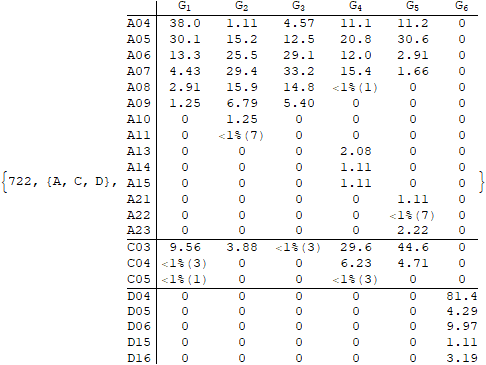 G1 G2 G3 G4 G5 G6
A04 38.0 1.11 4.57 11.1 11.2 0
A05 30.1 15.2 12.5 20.8 30.6 0
A06 13.3 25.5 29.1 12.0 2.91 0
A07 4.43 29.4 33.2 15.4 1.66 0
A08 2.91 15.9 14.8 <1%(1) 0 0
A09 1.25 6.79 5.40 0 0 0
A10 0 1.25 0 0 0 0
A11 0 <1%(7) 0 0 0 0
A13 0 0 0 2.08 0 0
A14 0 0 0 1.11 0 0
{722, {A, C, D}, A15 0 0 0 1.11 0 0 }
A21 0 0 0 0 1.11 0
A22 0 0 0 0 <1%(7) 0
A23 0 0 0 0 2.22 0
C03 9.56 3.88 <1%(3) 29.6 44.6 0
C04 <1%(3) 0 0 6.23 4.71 0
C05 <1%(1) 0 0 <1%(3) 0 0
D04 0 0 0 0 0 81.4
D05 0 0 0 0 0 4.29
D06 0 0 0 0 0 9.97
D15 0 0 0 0 0 1.11
D16 0 0 0 0 0 3.19